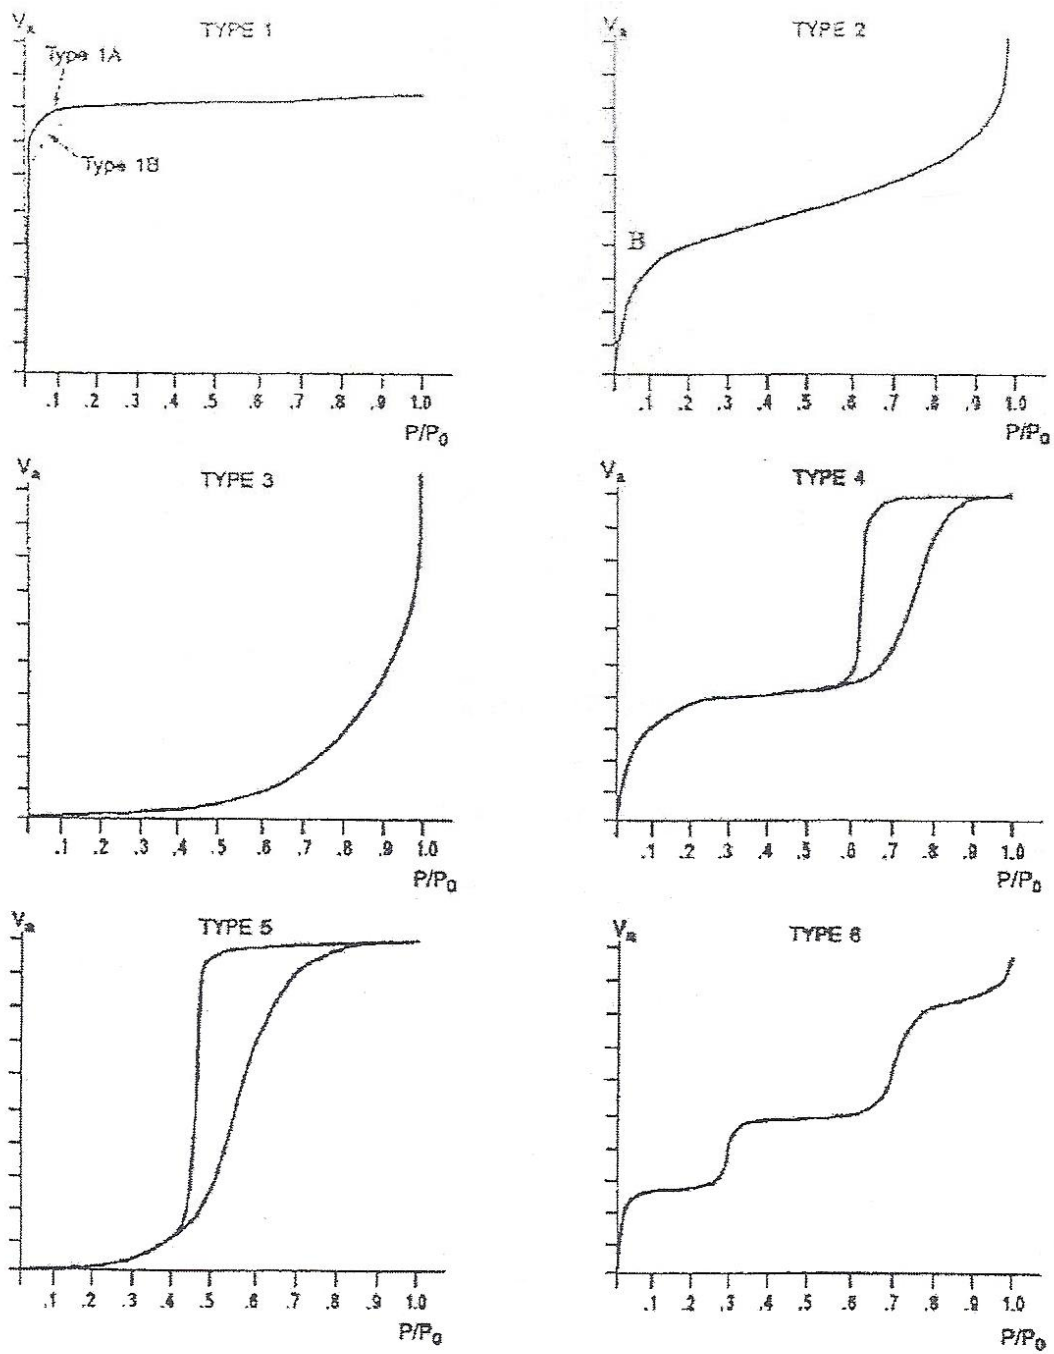 Vₐ TYPE 1
Type 1A
Type 1B
.1 .2 .3 .4 .5 .6 .7 .8 .9 1.0
P/P₀
Vₐ TYPE 2
B
.1 .2 .3 .4 .5 .6 .7 .8 .9 1.0
P/P₀
Vₐ TYPE 3
.1 .2 .3 .4 .5 .6 .7 .8 .9 1.0
P/P₀
Vₐ TYPE 4
.1 .2 .3 .4 .5 .6 .7 .8 .9 1.0
P/P₀
Vₐ TYPE 5
.1 .2 .3 .4 .5 .6 .7 .8 .9 1.0
P/P₀
Vₐ TYPE 6
.1 .2 .3 .4 .5 .6 .7 .8 .9 1.0
P/P₀